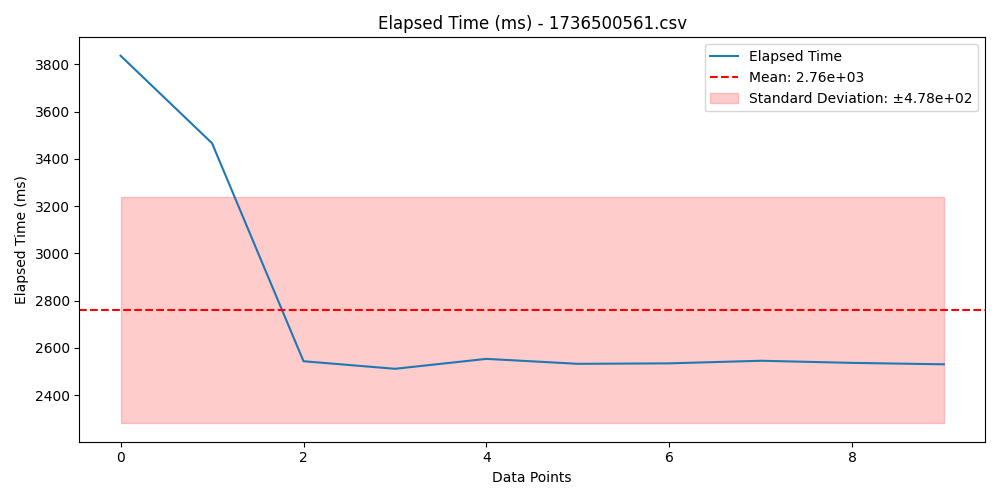 Elapsed Time (ms) - 1736500561.csv
Elapsed Time
Mean: 2.76e+03
Standard Deviation: ±4.78e+02
Elapsed Time (ms)
3800
3600
3400
3200
3000
2800
2600
2400
0 2 4 6 8
Data Points